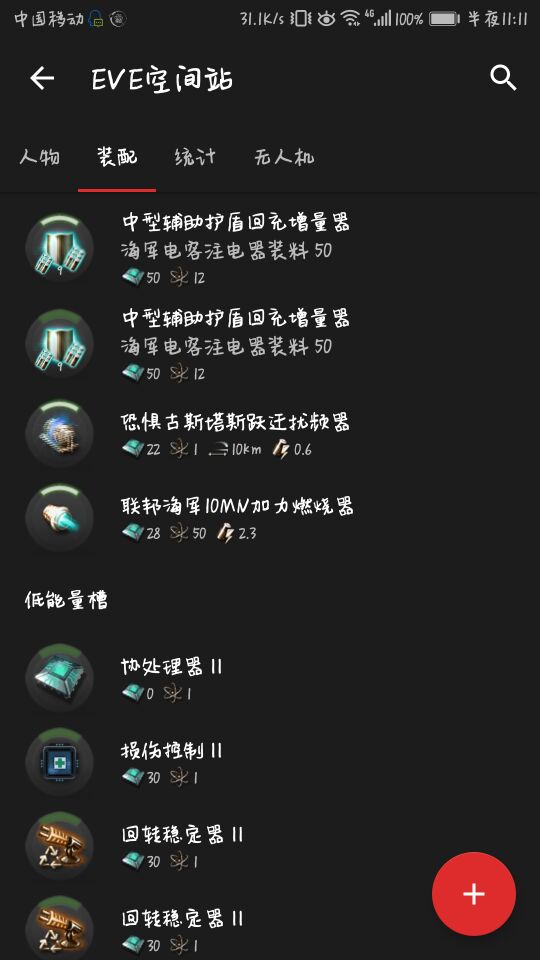 中国移动 31.1K/s 4G 100% 半夜11:11
EVE空间站
人物 装配 统计 无人机
中型辅助护盾回充增量器
海军电容注电器装料 50
50 12
中型辅助护盾回充增量器
海军电容注电器装料 50
50 12
恐惧古斯塔斯跃迁扰频器
22 1 10km 0.6
联邦海军10MN加力燃烧器
28 50 2.3
低能量槽
协处理器 II
0 1
损伤控制 II
30 1
回转稳定器 II
30 1
回转稳定器 II
30 1